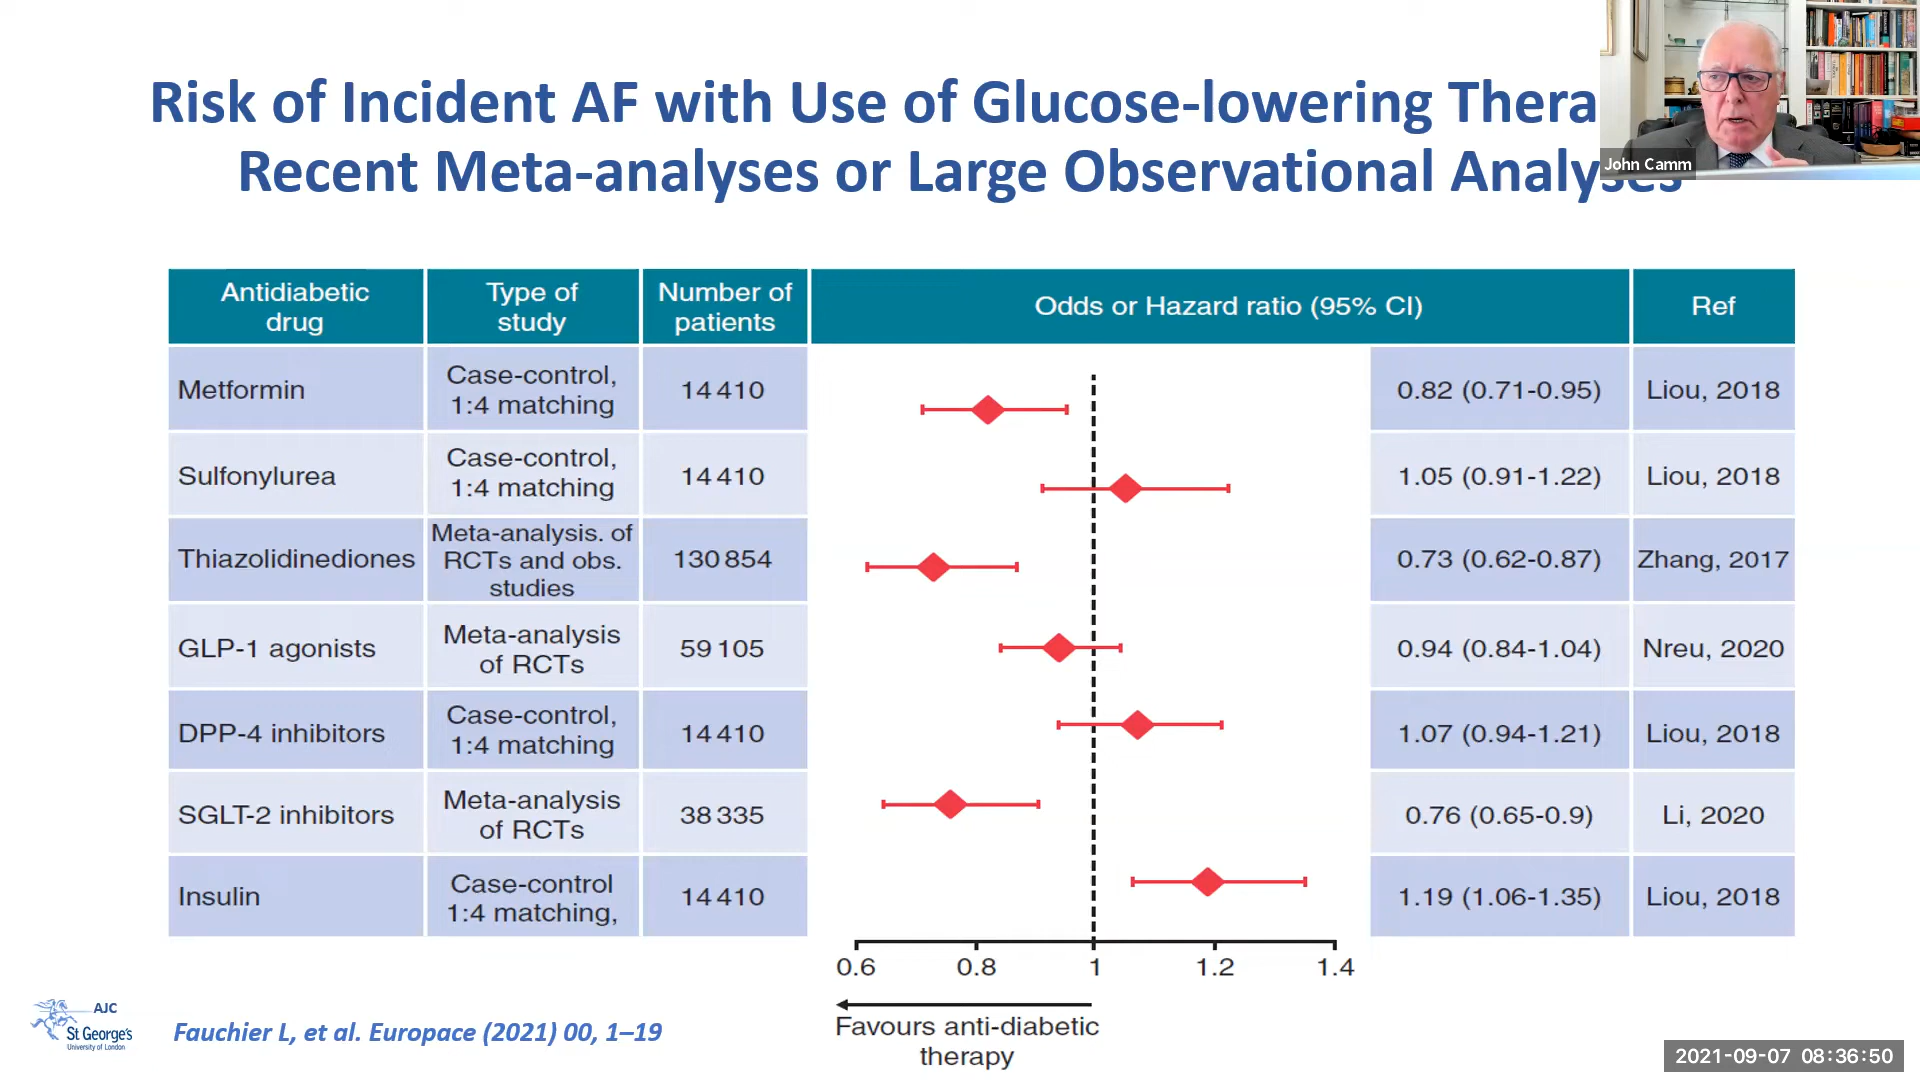 Risk of Incident AF with Use of Glucose-lowering Thera
Recent Meta-analyses or Large Observational Analyses
John Camm
Antidiabetic drug
Type of study
Number of patients
Odds or Hazard ratio (95% CI)
Ref
Metformin
Case-control,
1:4 matching
14 410
0.82 (0.71-0.95)
Liou, 2018
Sulfonylurea
Case-control,
1:4 matching
14 410
1.05 (0.91-1.22)
Liou, 2018
Thiazolidinediones
Meta-analysis. of
RCTs and obs.
studies
130 854
0.73 (0.62-0.87)
Zhang, 2017
GLP-1 agonists
Meta-analysis
of RCTs
59 105
0.94 (0.84-1.04)
Nreu, 2020
DPP-4 inhibitors
Case-control,
1:4 matching
14 410
1.07 (0.94-1.21)
Liou, 2018
SGLT-2 inhibitors
Meta-analysis
of RCTs
38 335
0.76 (0.65-0.9)
Li, 2020
Insulin
Case-control
1:4 matching,
14 410
1.19 (1.06-1.35)
Liou, 2018
0.6 0.8 1 1.2 1.4
Favours anti-diabetic
therapy
AJC
St George's
University of London
Fauchier L, et al. Europace (2021) 00, 1–19
2021-09-07 08:36:50